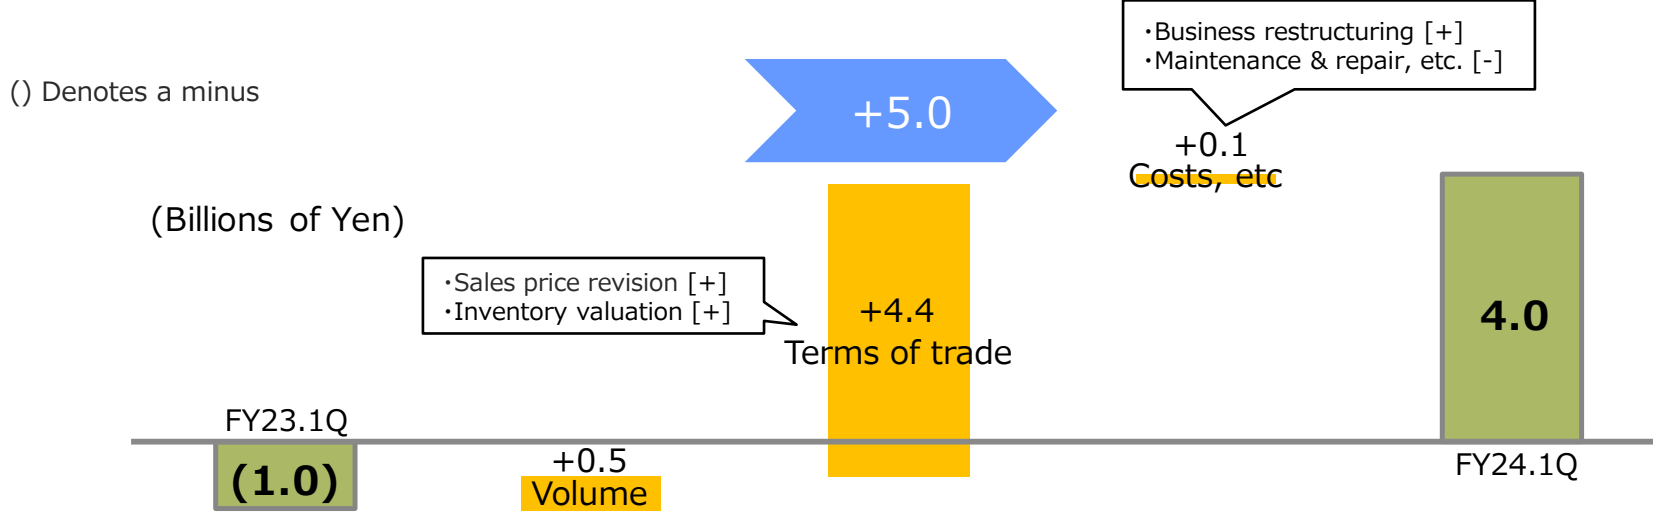 ・Business restructuring [+]
・Maintenance & repair, etc. [-]
() Denotes a minus
+5.0
+0.1
Costs, etc
(Billions of Yen)
・Sales price revision [+]
・Inventory valuation [+]
+4.4
Terms of trade
4.0
FY23.1Q
(1.0)
+0.5
Volume
FY24.1Q